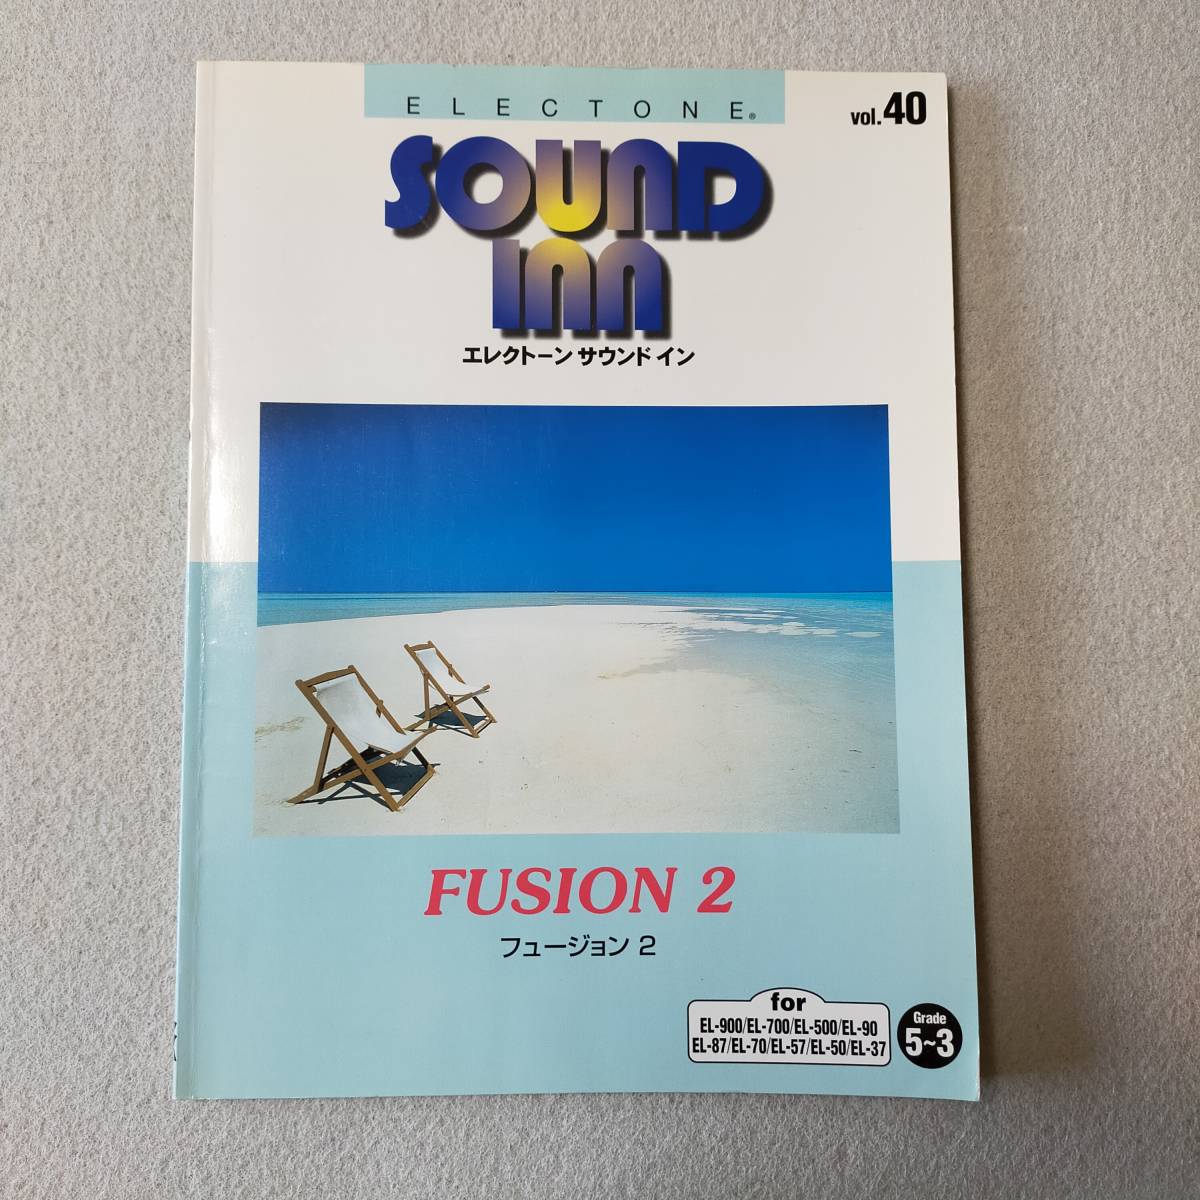 ELECTONE®
vol.40
SOUND
INN
エレクトーン サウンド イン
FUSION 2
フュージョン 2
for
EL-900/EL-700/EL-500/EL-90
EL-87/EL-70/EL-57/EL-50/EL-37
Grade
5~3